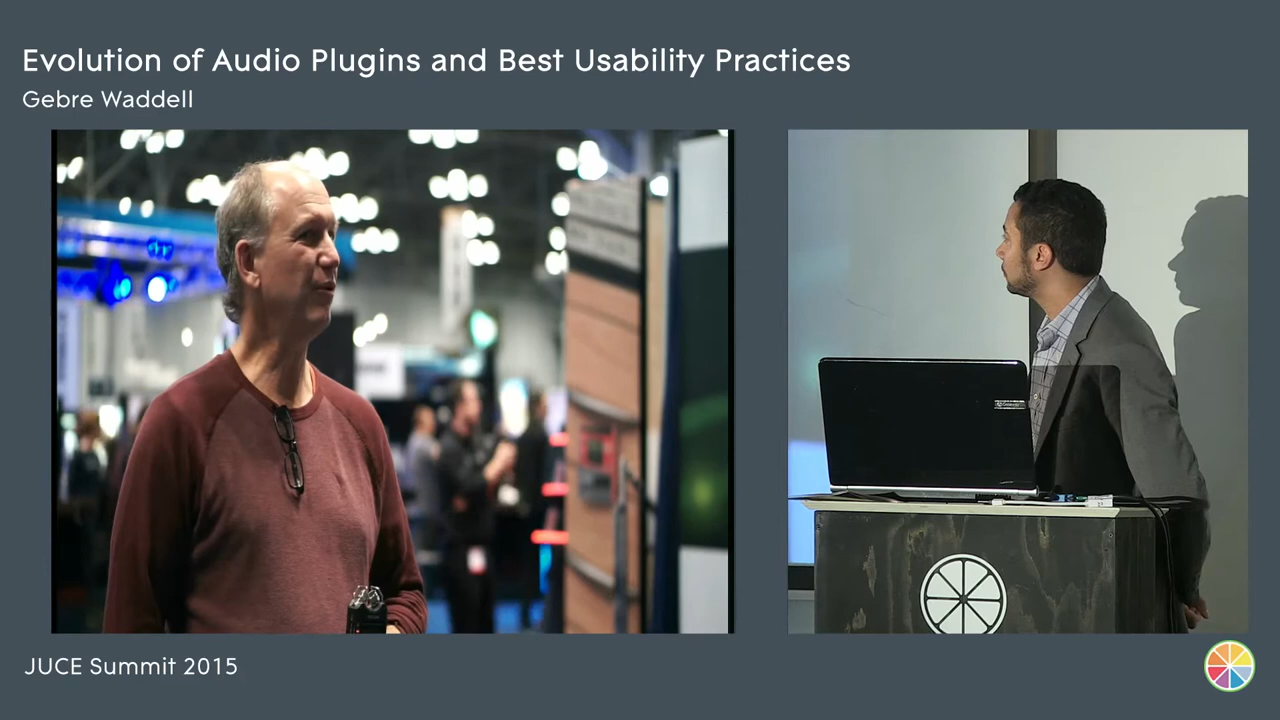 Evolution of Audio Plugins and Best Usability Practices
Gebre Waddell
JUCE Summit 2015